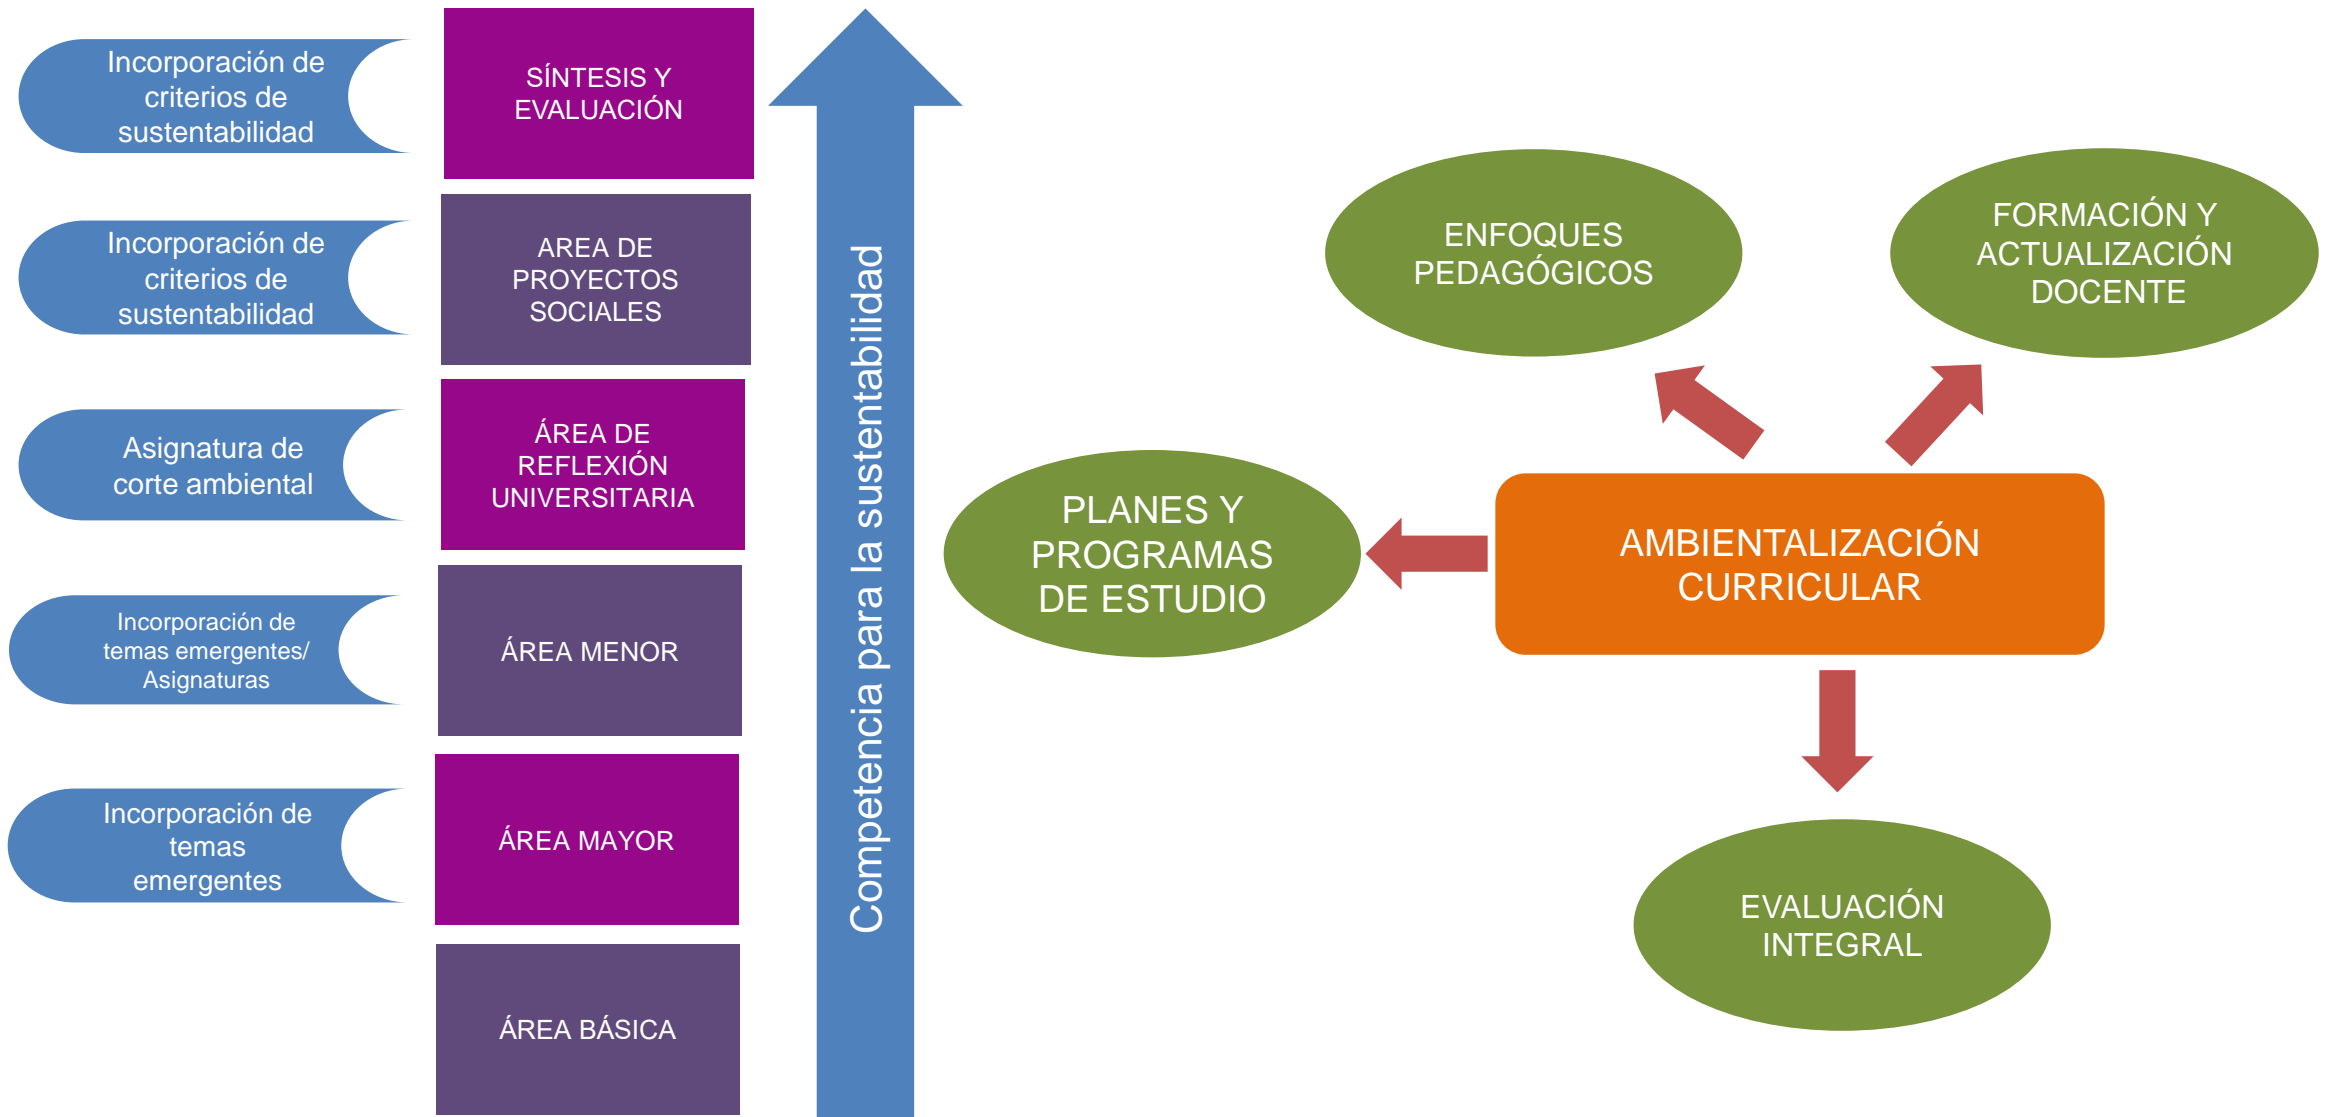 Incorporación de
criterios de
sustentabilidad
SÍNTESIS Y
EVALUACIÓN
Incorporación de
criterios de
sustentabilidad
AREA DE
PROYECTOS
SOCIALES
Asignatura de
corte ambiental
ÁREA DE
REFLEXIÓN
UNIVERSITARIA
Incorporación de
temas emergentes/
Asignaturas
ÁREA MENOR
Incorporación de
temas
emergentes
ÁREA MAYOR
ÁREA BÁSICA
Competencia para la sustentabilidad
ENFOQUES
PEDAGÓGICOS
FORMACIÓN Y
ACTUALIZACIÓN
DOCENTE
PLANES Y
PROGRAMAS
DE ESTUDIO
AMBIENTALIZACIÓN
CURRICULAR
EVALUACIÓN
INTEGRAL